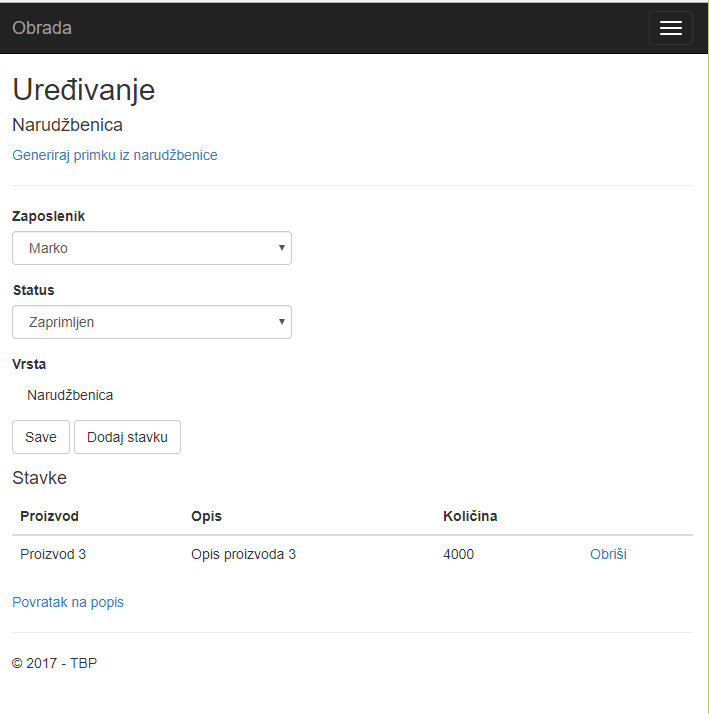 Obrada
Uređivanje
Narudžbenica
Generiraj primku iz narudžbenice
Zaposlenik
Marko
Status
Zaprimljen
Vrsta
Narudžbenica
Save Dodaj stavku
Stavke
Proizvod Opis Količina
Proizvod 3 Opis proizvoda 3 4000 Obriši
Povratak na popis
© 2017 - TBP